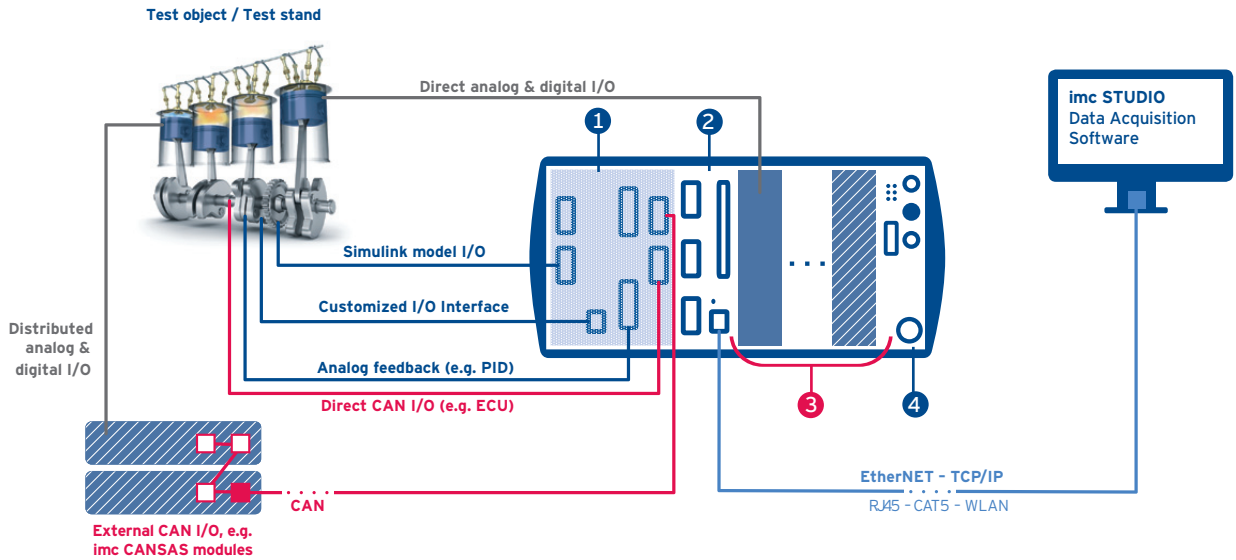 Test object / Test stand
Direct analog & digital I/O
imc STUDIO
Data Acquisition
Software
1
2
Simulink model I/O
Customized I/O Interface
Distributed
analog &
digital I/O
Analog feedback (e.g. PID)
Direct CAN I/O (e.g. ECU)
3
4
EtherNET – TCP/IP
RJ45 – CAT5 – WLAN
CAN
External CAN I/O, e.g.
imc CANSAS modules